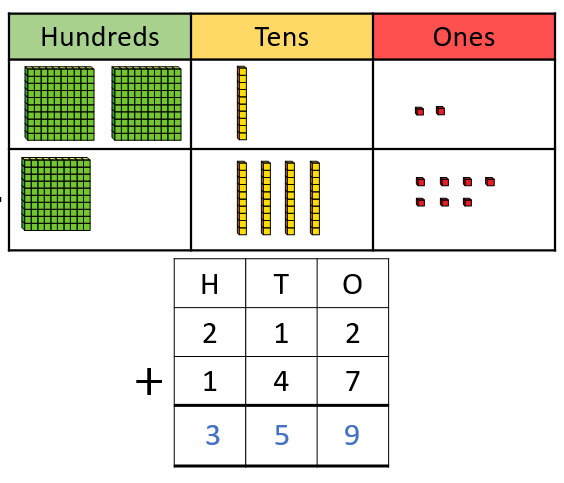 Hundreds Tens Ones
H T O
2 1 2
+ 1 4 7
3 5 9